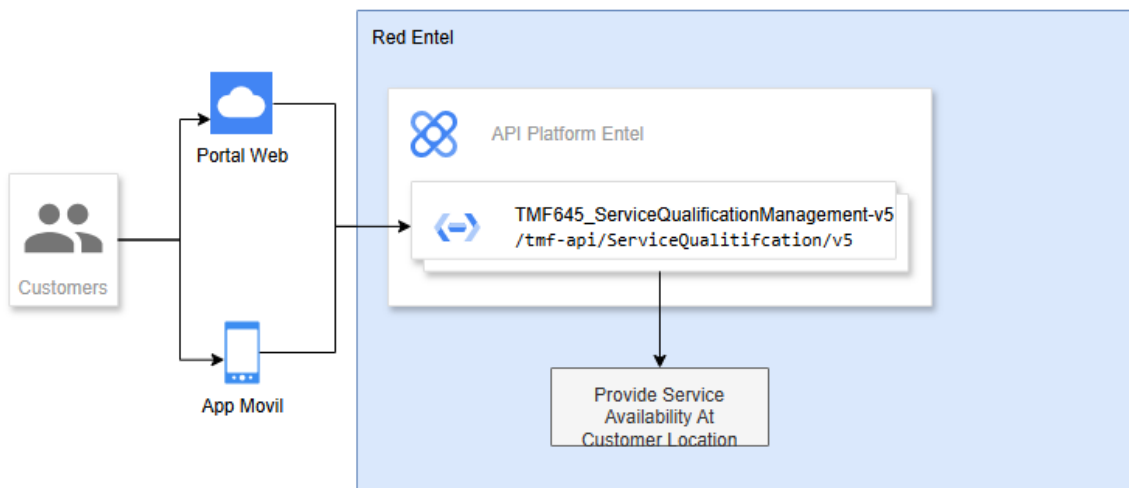 Red Entel
API Platform Entel
Portal Web
TMF645_ServiceQualificationManagement-v5
/tmf-api/ServiceQualitifcation/v5
Customers
App Movil
Provide Service
Availability At
Customer Location